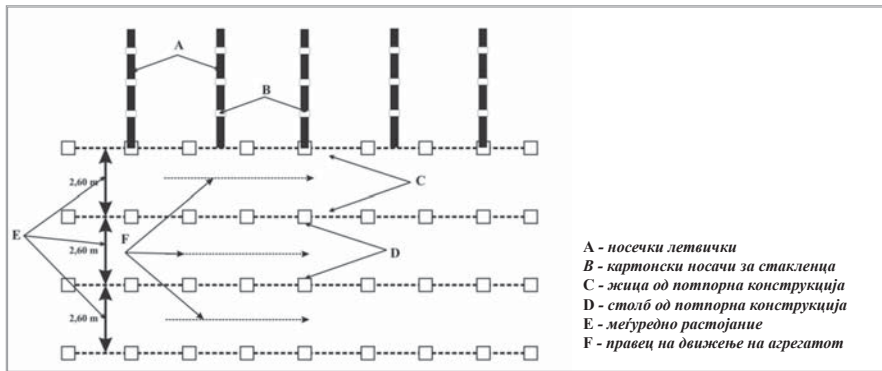 A
B
2,60 m
C
E
2,60 m
F
D
2,60 m
A - носечки летвички
B - картонски носачи за стакленца
C - жица од потпорна конструкција
D - столб од потпорна конструкција
E - меѓуредно растојание
F - правец на движење на агрегатот